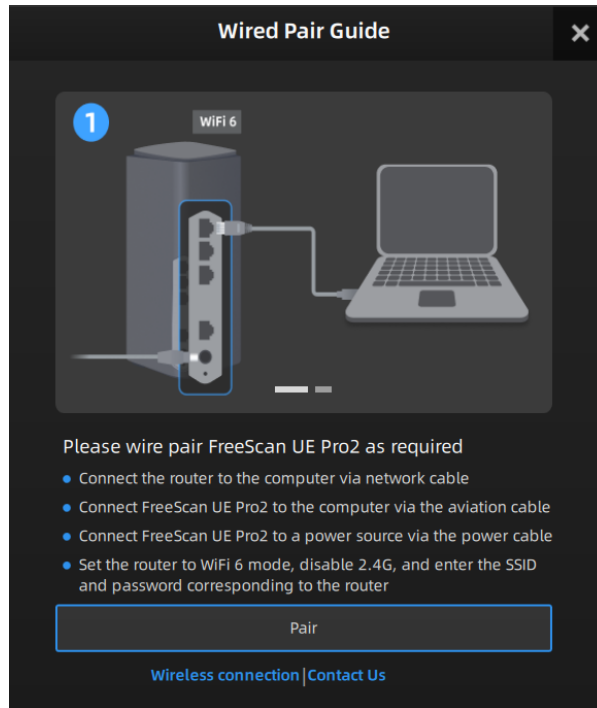 Wired Pair Guide
1
WiFi 6
Please wire pair FreeScan UE Pro2 as required
Connect the router to the computer via network cable
Connect FreeScan UE Pro2 to the computer via the aviation cable
Connect FreeScan UE Pro2 to a power source via the power cable
Set the router to WiFi 6 mode, disable 2.4G, and enter the SSID
and password corresponding to the router
Pair
Wireless connection|Contact Us